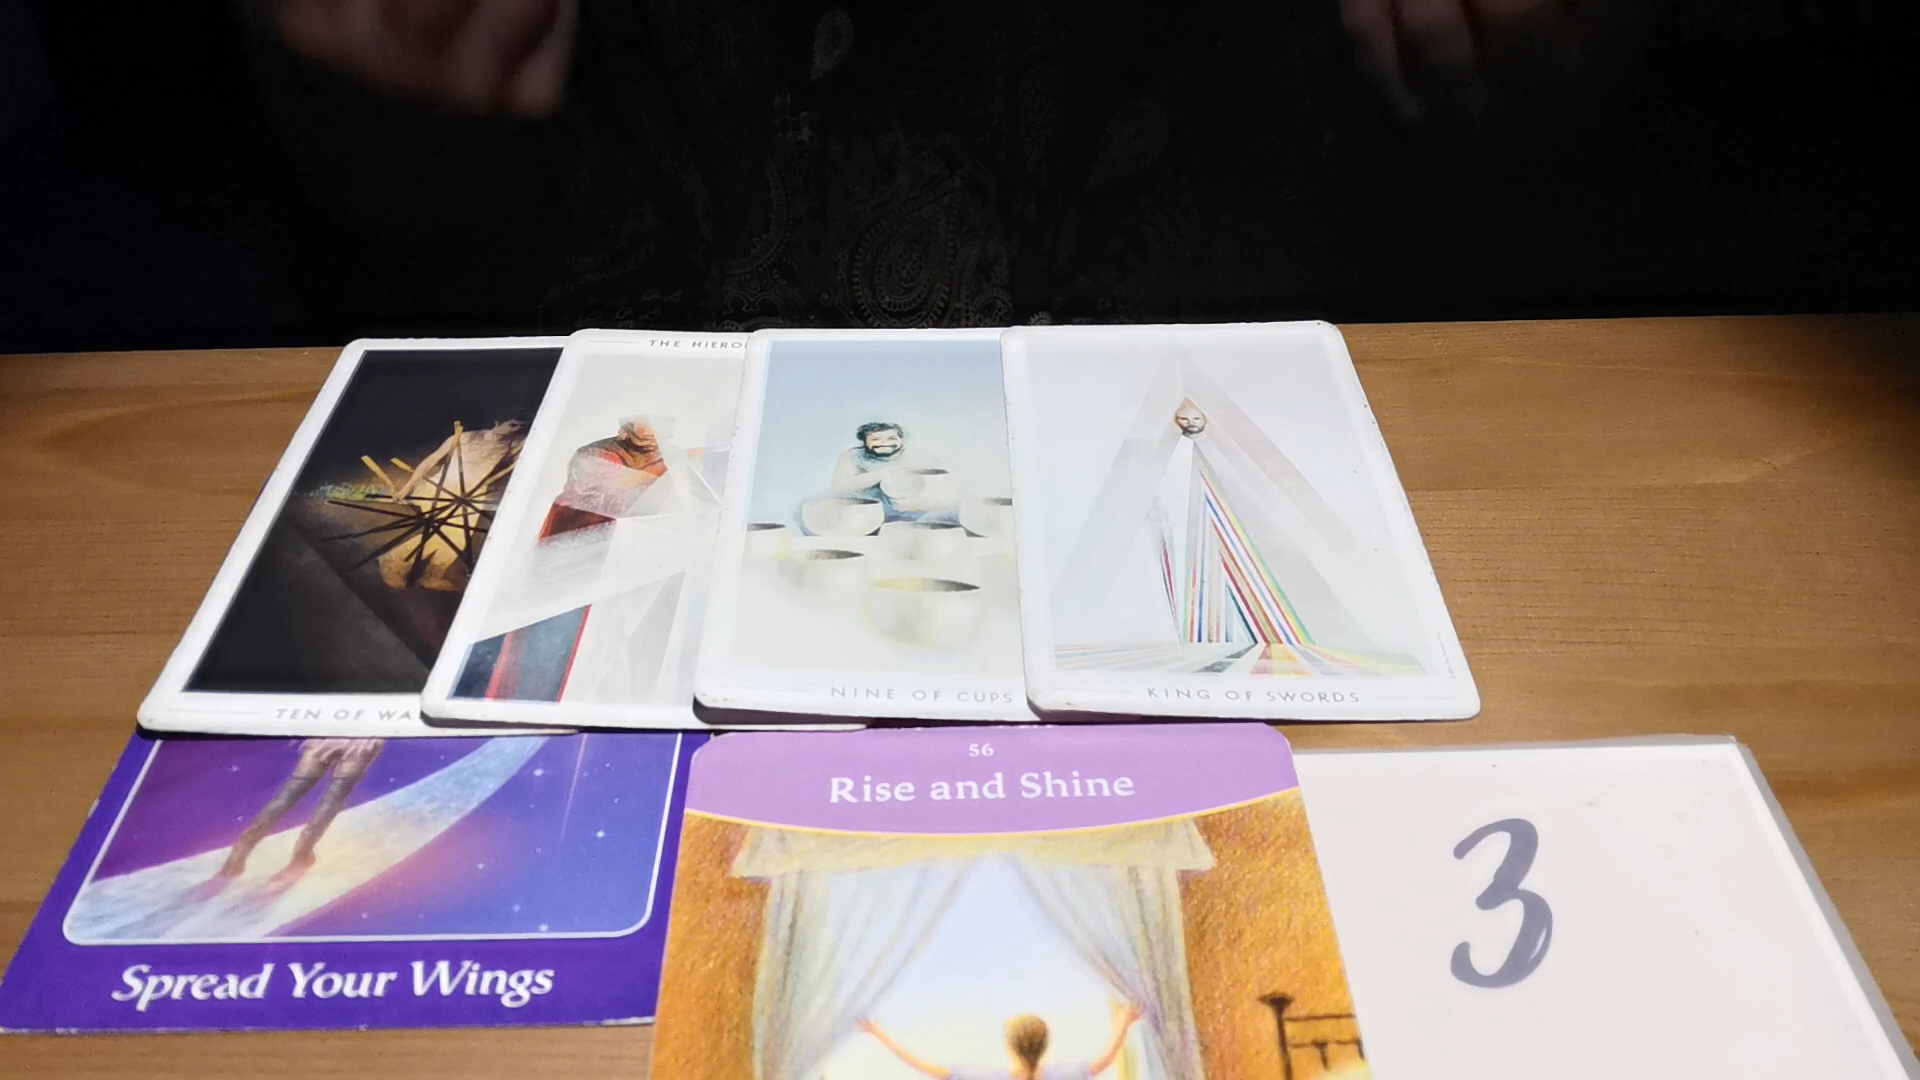 THE HIERO
TEN OF WA
NINE OF CUPS
KING OF SWORDS
56
Rise and Shine
3
Spread Your Wings